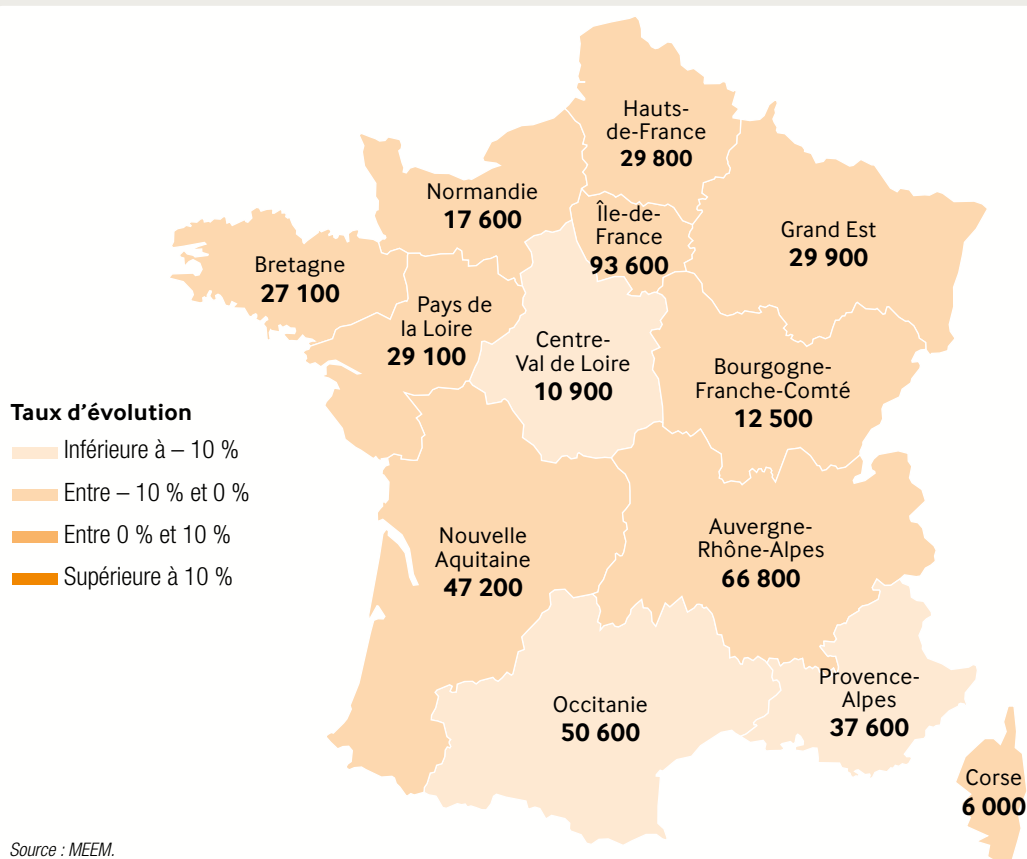 Hauts-
de-France
29 800
Normandie
17 600
Île-de-
France
93 600
Grand Est
29 900
Bretagne
27 100
Pays de
la Loire
29 100
Centre-
Val de Loire
10 900
Bourgogne-
Franche-Comté
12 500
Taux d’évolution
Inférieure à – 10 %
Entre – 10 % et 0 %
Entre 0 % et 10 %
Supérieure à 10 %
Nouvelle
Aquitaine
47 200
Auvergne-
Rhône-Alpes
66 800
Occitanie
50 600
Provence-
Alpes
37 600
Corse
6 000
Source : MEEM.